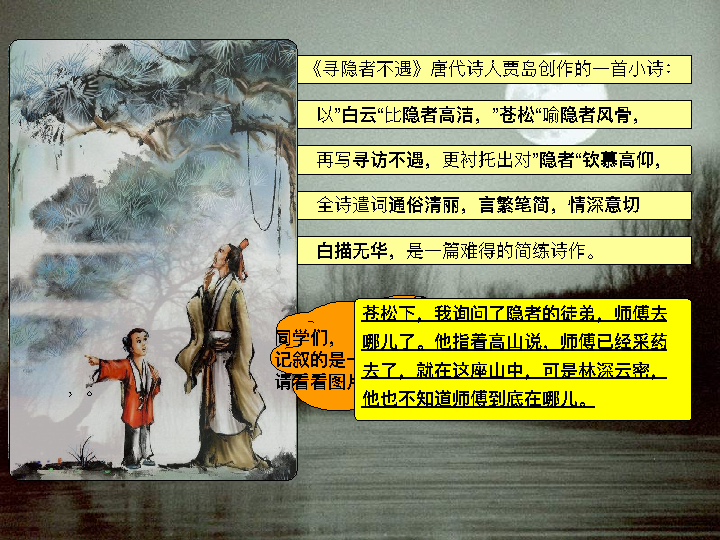 《寻隐者不遇》唐代诗人贾岛创作的一首小诗：
以”白云“比隐者高洁，”苍松“喻隐者风骨，
再写寻访不遇，更衬托出对”隐者“钦慕高仰，
全诗遣词通俗清丽，言繁笔简，情深意切
白描无华，是一篇难得的简练诗作。
同学们，
记叙的是一
请看看图片
苍松下，我询问了隐者的徒弟，师傅去
哪儿了。他指着高山说，师傅已经采药
去了，就在这座山中，可是林深云密，
他也不知道师傅到底在哪儿。
，。